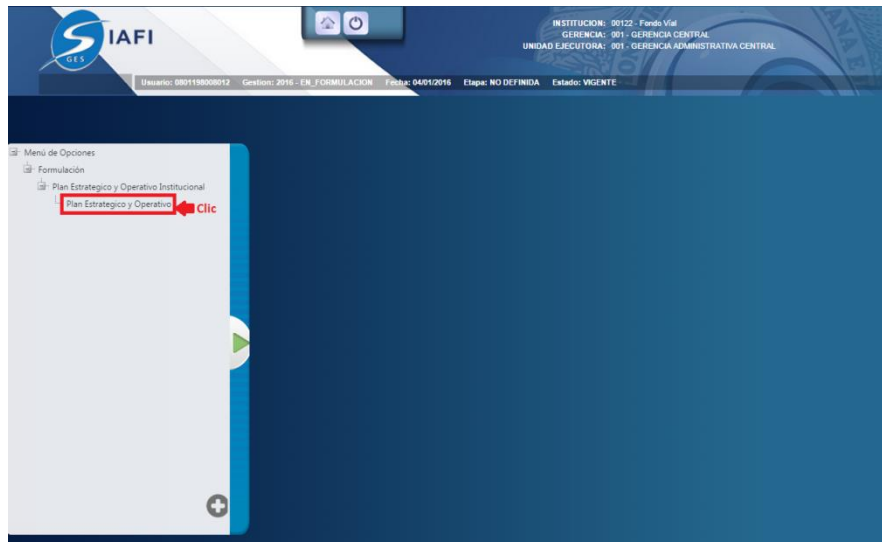 SIAFI
GES
INSTITUCION: 00122 - Fondo Vial
GERENCIA: 001 - GERENCIA CENTRAL
UNIDAD EJECUTORA: 001 - GERENCIA ADMINISTRATIVA CENTRAL
Usuario: 0801198008012 Gestion: 2016 - EN_FORMULACION Fecha: 04/01/2016 Etapa: NO DEFINIDA Estado: VIGENTE
Menú de Opciones
Formulación
Plan Estrategico y Operativo Institucional
Plan Estrategico y Operativo Clic